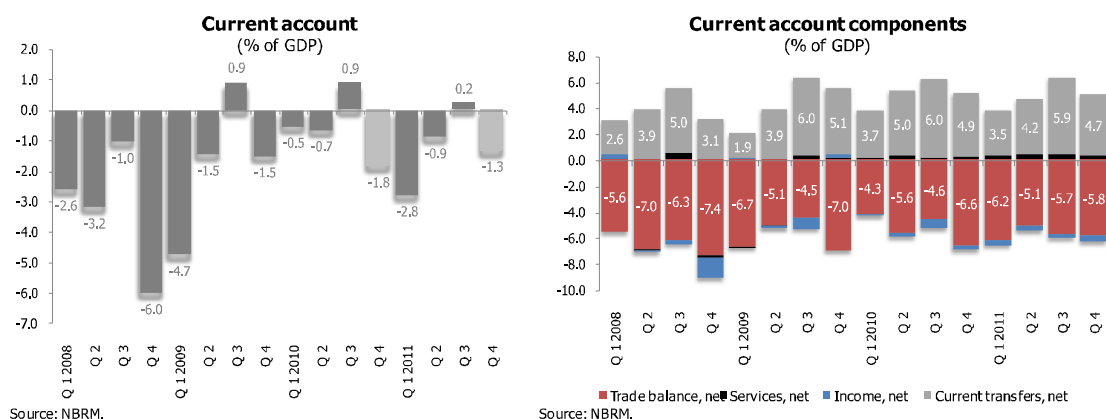 Current account
(% of GDP)
2.0
1.0
0.0
-1.0
-2.0
-3.0
-4.0
-5.0
-6.0
-7.0
-2.6
-3.2
-1.0
-6.0
-4.7
-1.5
0.9
-1.5
-0.5
-0.7
0.9
-1.8
-2.8
-0.9
0.2
-1.3
Q 1 2008
Q 2
Q 3
Q 4
Q 1 2009
Q 2
Q 3
Q 4
Q 1 2010
Q 2
Q 3
Q 4
Q 1 2011
Q 2
Q 3
Q 4
Source: NBRM.
Current account components
(% of GDP)
8.0
6.0
4.0
2.0
0.0
-2.0
-4.0
-6.0
-8.0
-10.0
2.6
3.9
5.0
3.1
1.9
3.9
6.0
5.1
3.7
5.0
6.0
4.9
3.5
4.2
5.9
4.7
-5.6
-7.0
-6.3
-7.4
-6.7
-5.1
-4.5
-7.0
-4.3
-5.6
-4.6
-6.6
-6.2
-5.1
-5.7
-5.8
Q 1 2008
Q 2
Q 3
Q 4
Q 1 2009
Q 2
Q 3
Q 4
Q 1 2010
Q 2
Q 3
Q 4
Q 1 2011
Q 2
Q 3
Q 4
Trade balance, net
Services, net
Income, net
Current transfers, net
Source: NBRM.